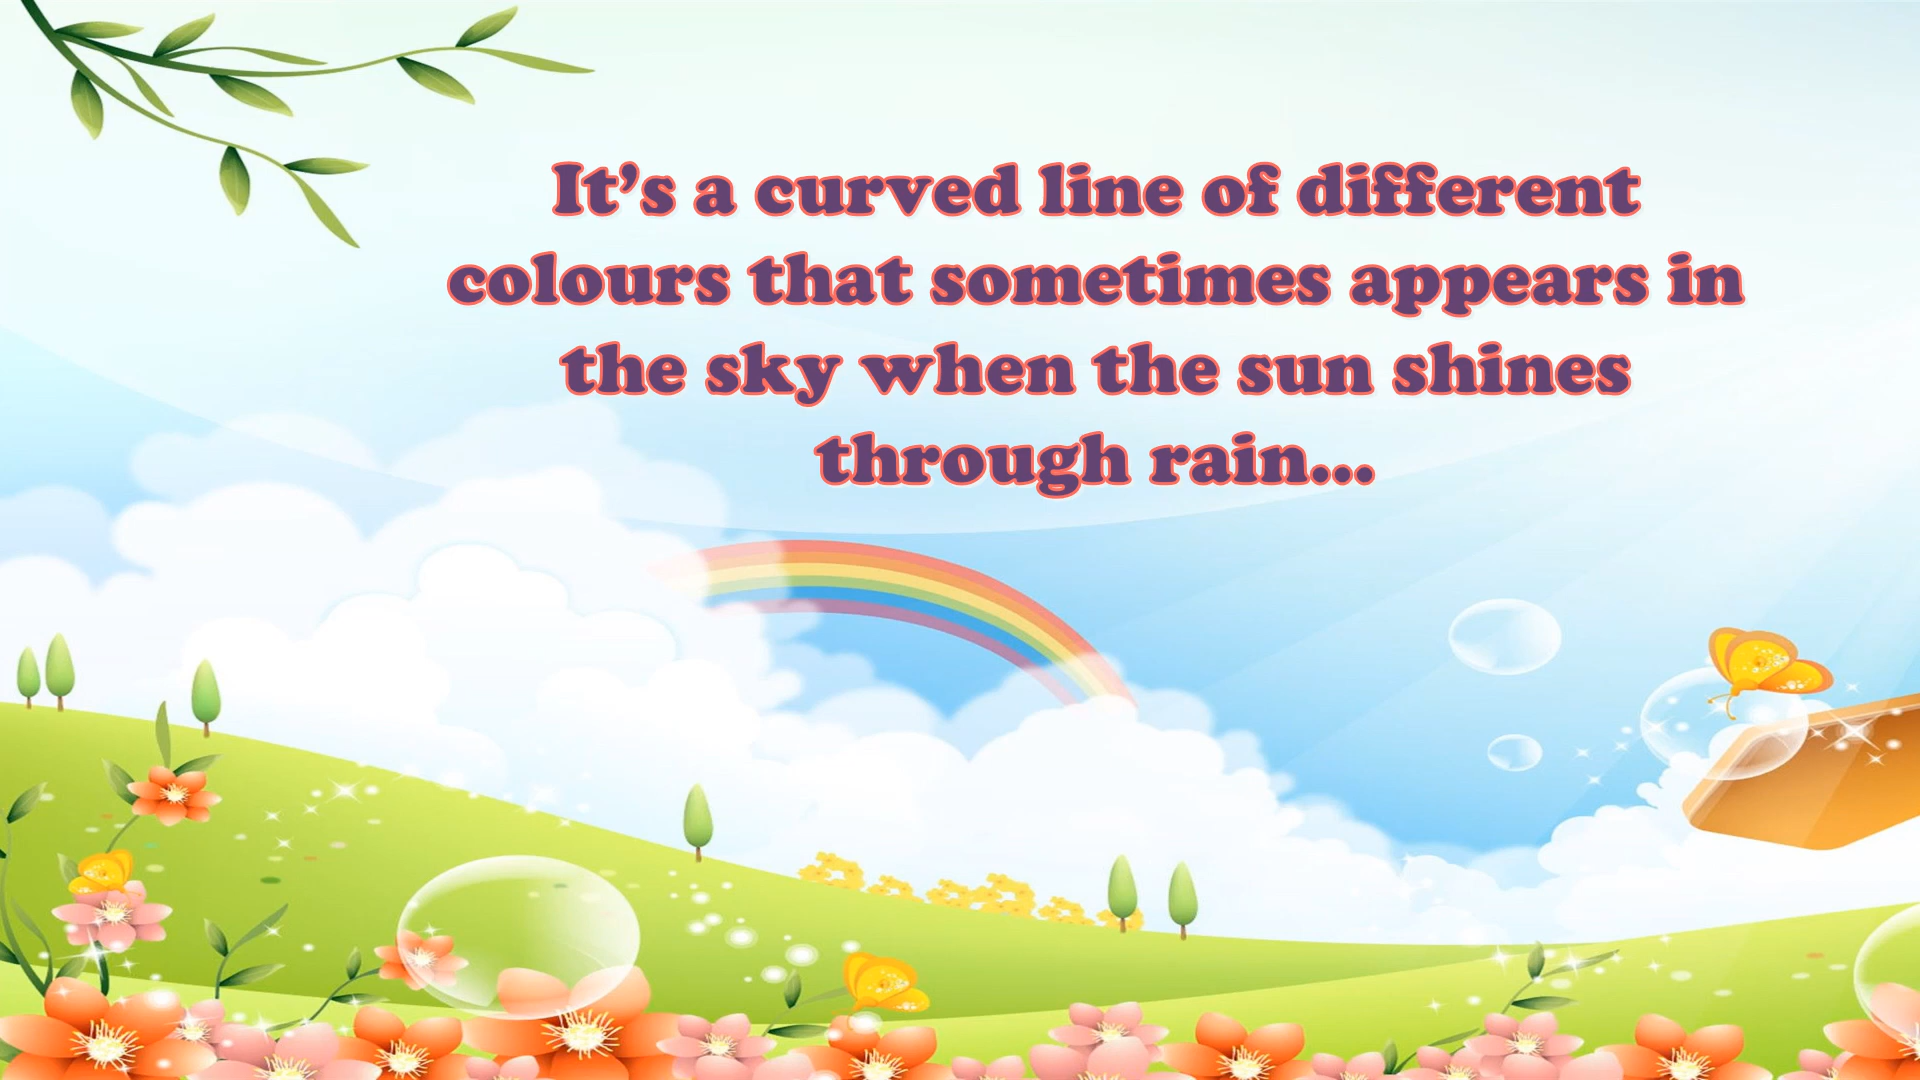 It’s a curved line of different
colours that sometimes appears in
the sky when the sun shines
through rain...